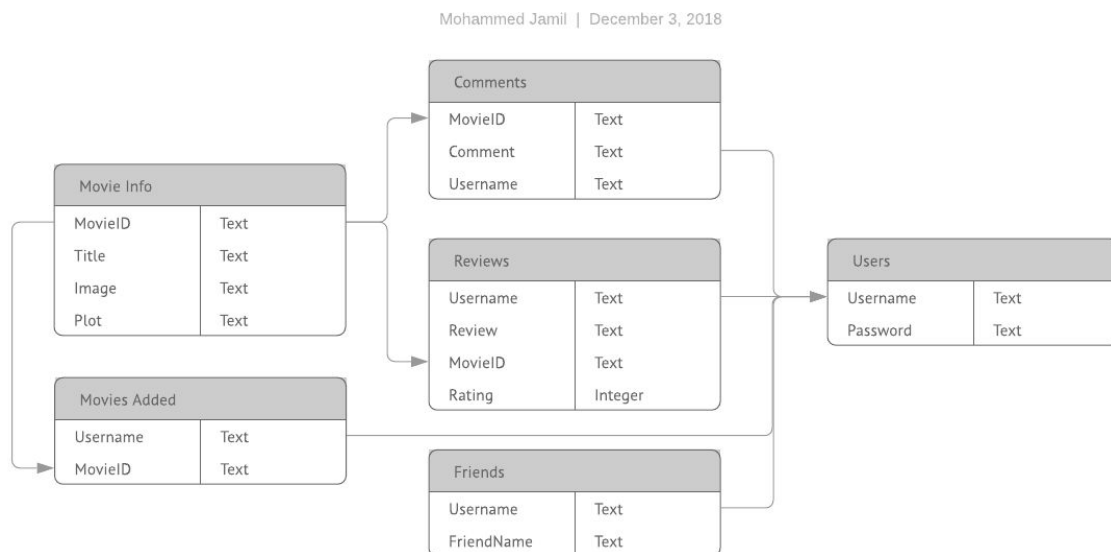 Mohammed Jamil | December 3, 2018
Comments
MovieID Text
Comment Text
Username Text
Movie Info
MovieID Text
Title Text
Image Text
Plot Text
Reviews
Username Text
Review Text
MovieID Text
Rating Integer
Users
Username Text
Password Text
Movies Added
Username Text
MovieID Text
Friends
Username Text
FriendName Text